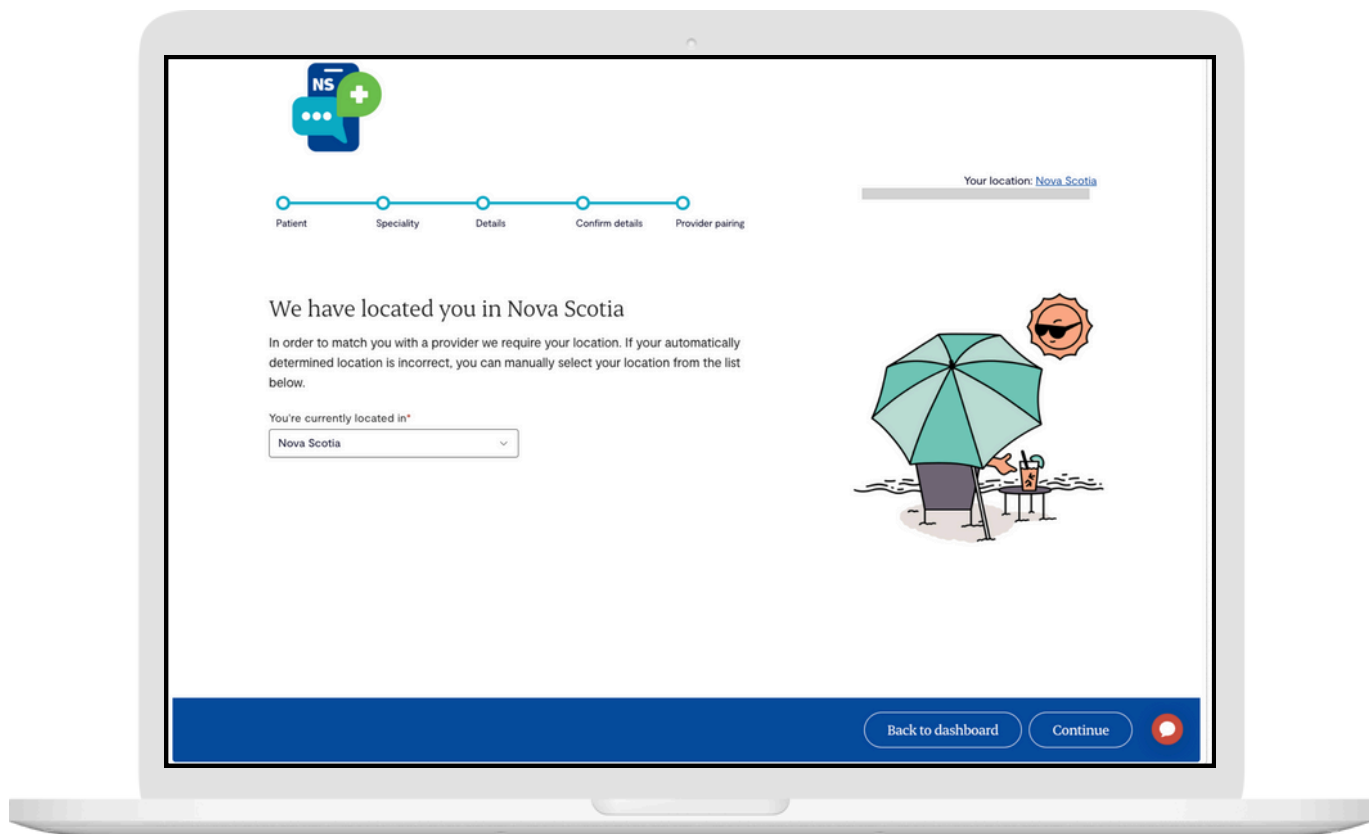 NS
Your location: Nova Scotia
Patient
Speciality
Details
Confirm details
Provider pairing
We have located you in Nova Scotia
In order to match you with a provider we require your location. If your automatically
determined location is incorrect, you can manually select your location from the list
below.
You're currently located in*
Nova Scotia
Back to dashboard
Continue